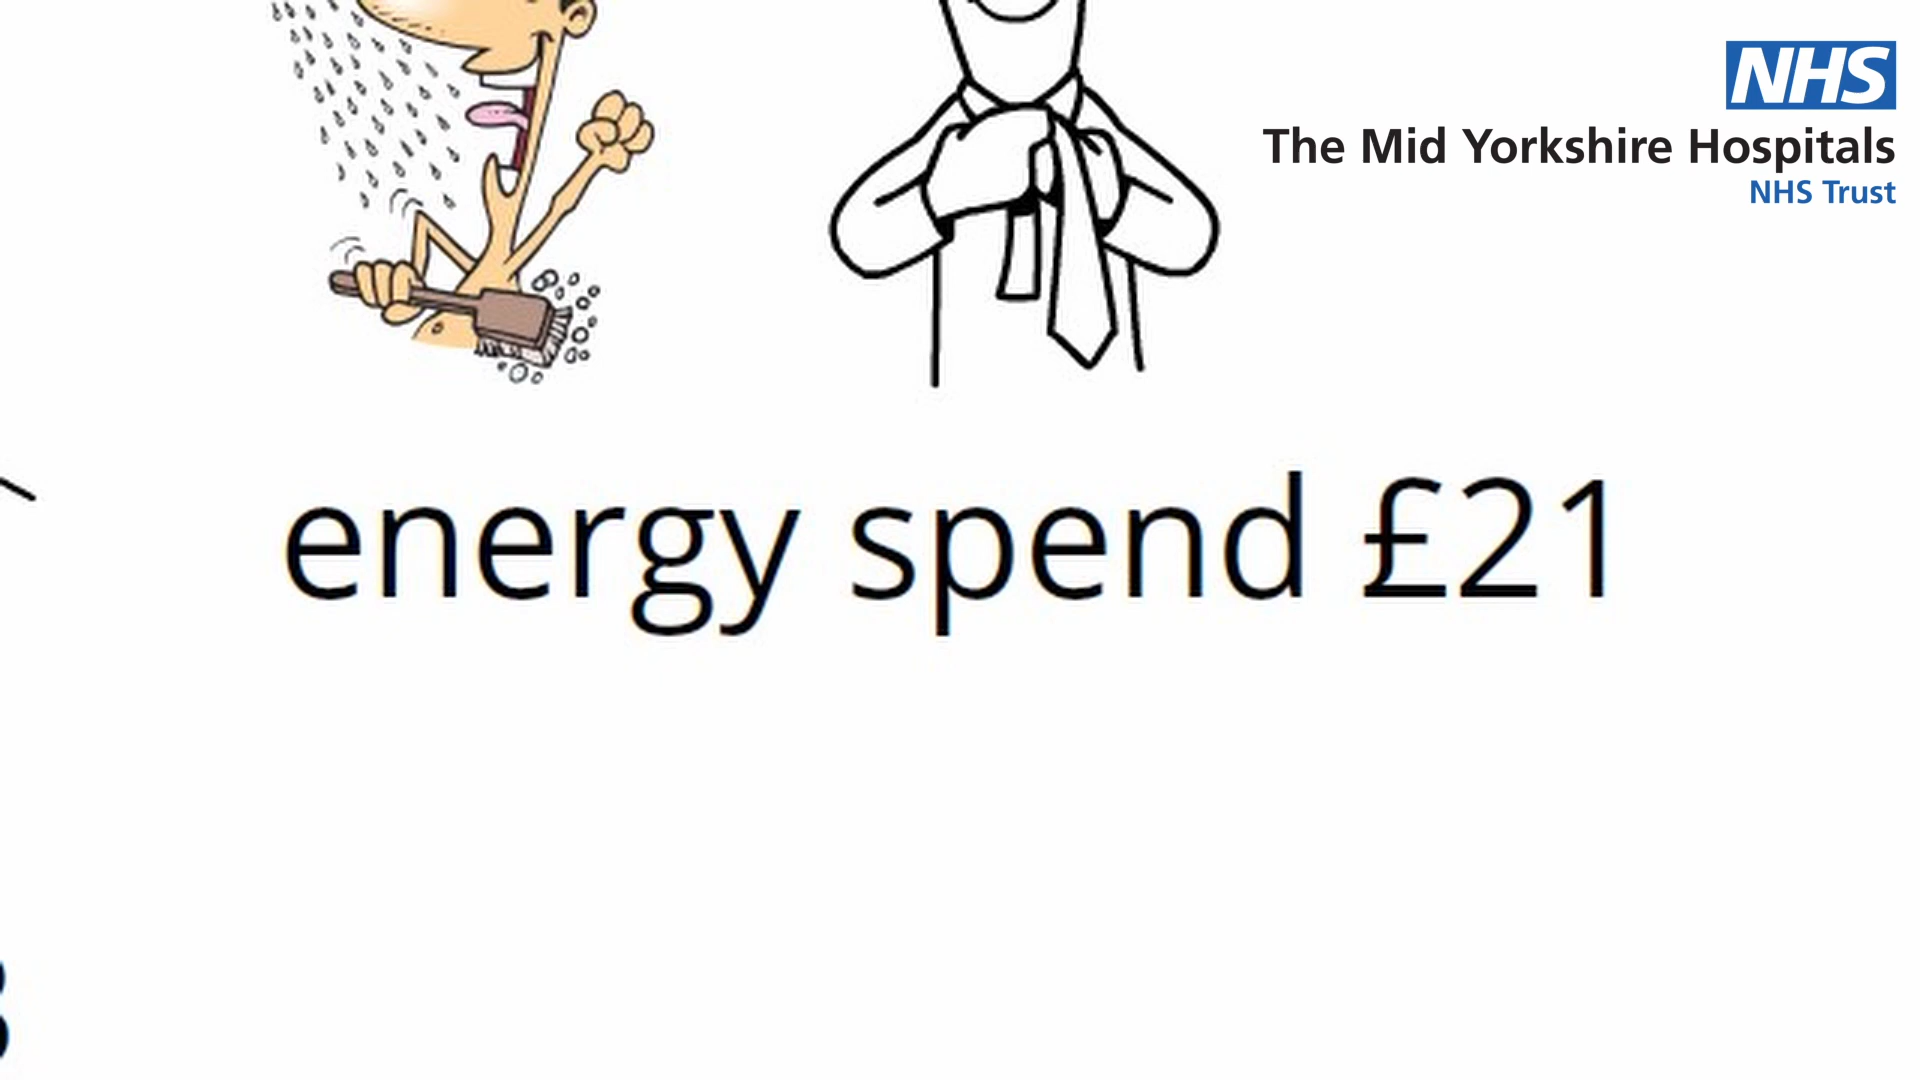 NHS
The Mid Yorkshire Hospitals
NHS Trust
energy spend £21